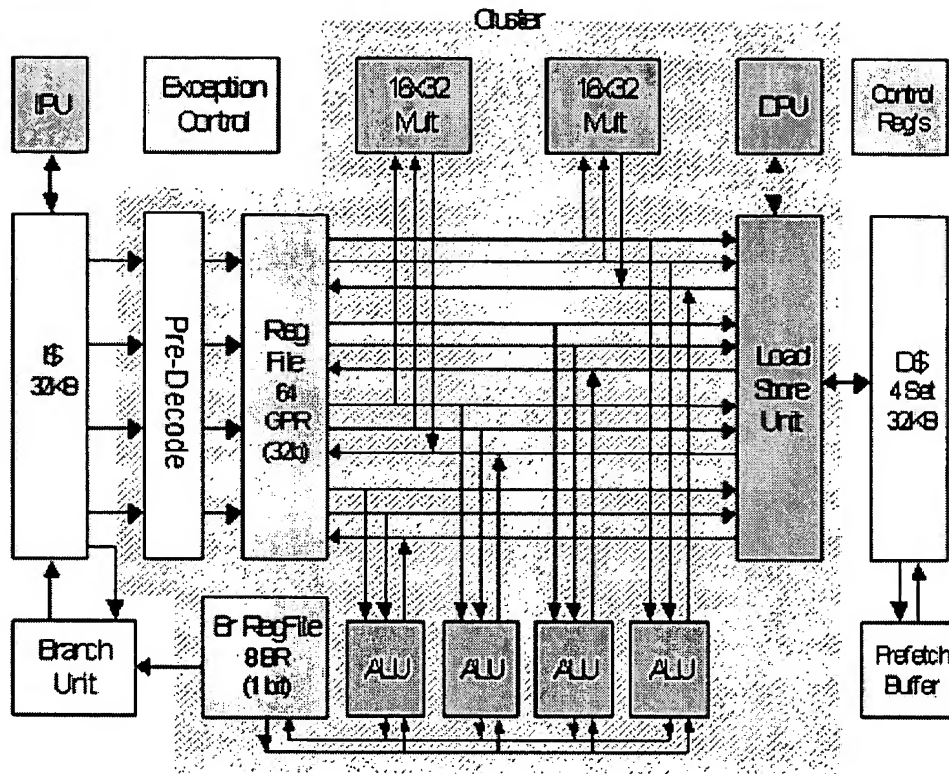 Cluster
IPU
Exception
Control
16x32
Mult
16x32
Mult
DPU
Control
Reg's
I$
32kB
Pre-Decode
Reg
File
64
GPR
(32bit)
Load
Store
Unit
D$
4 Set
32kB
Branch
Unit
Br RegFile
8 BR
(1 bit)
ALU
ALU
ALU
ALU
Prefetch
Buffer